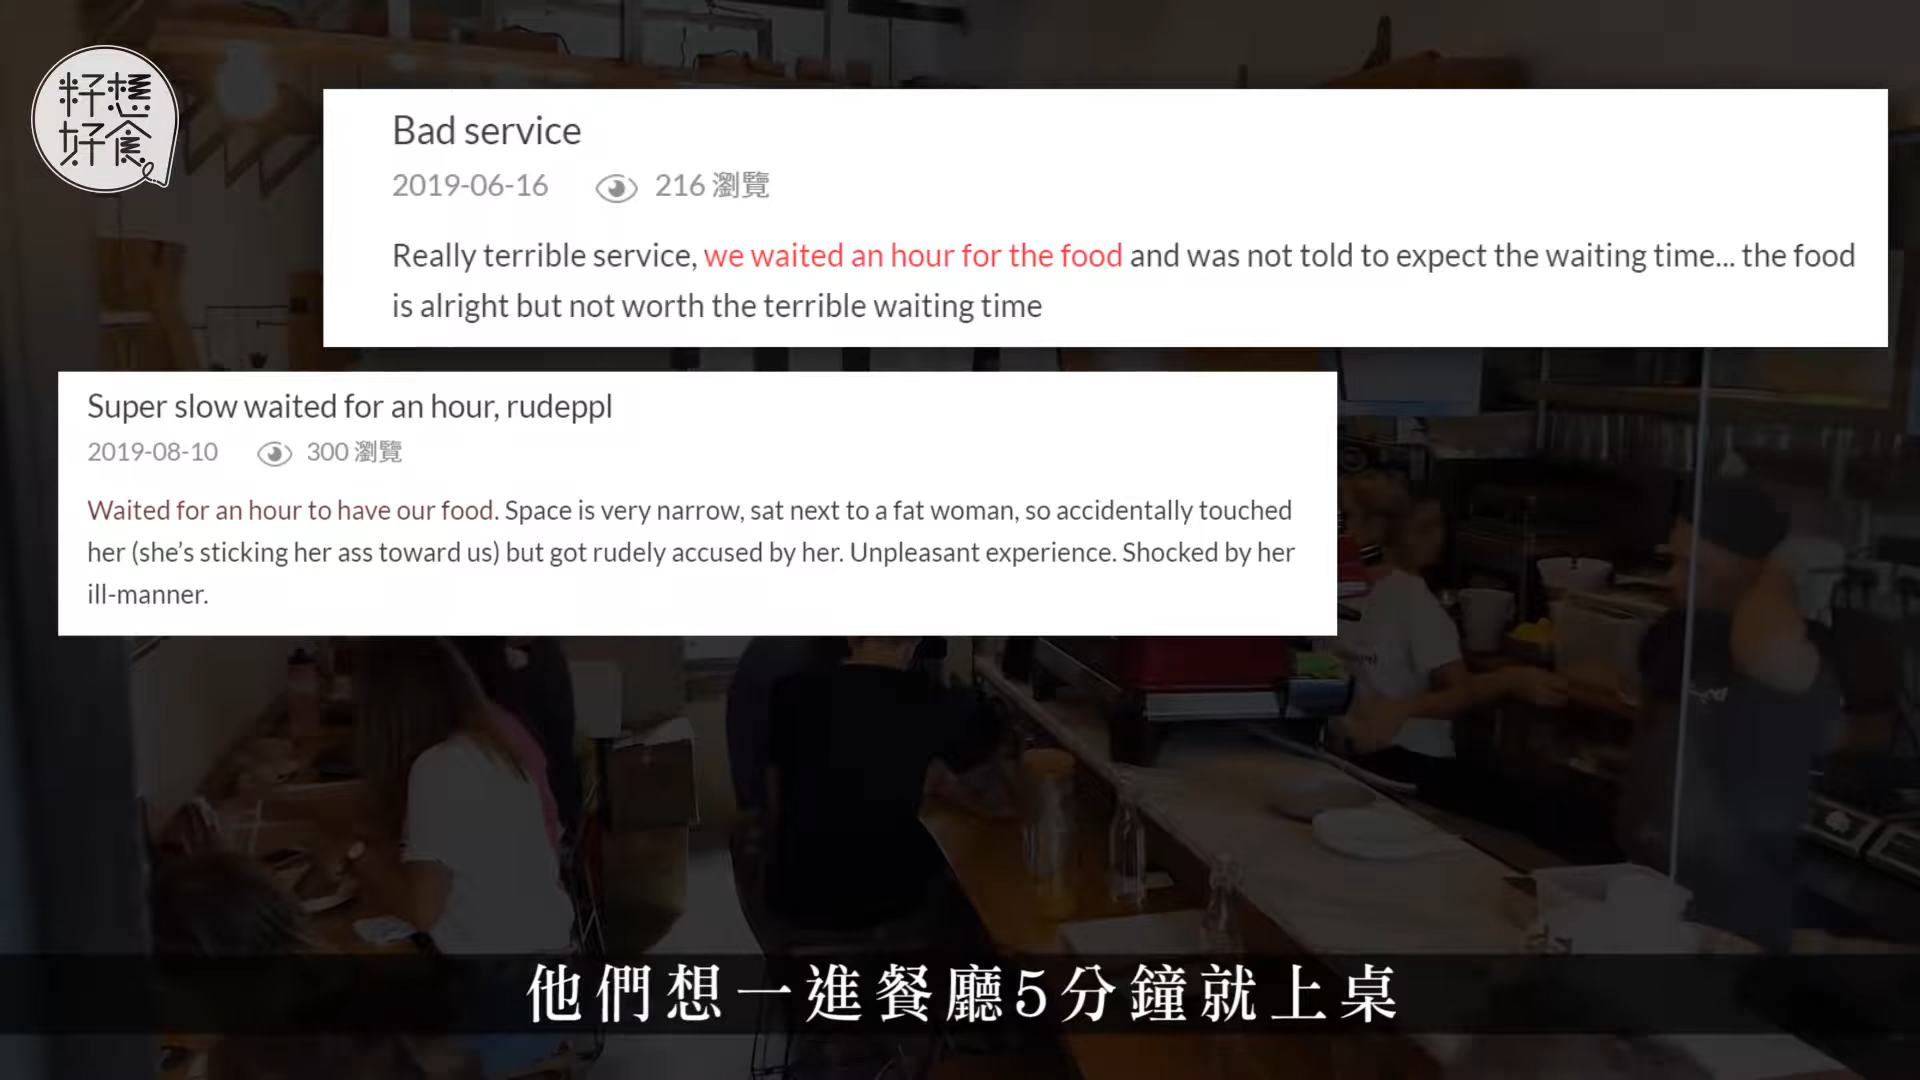 籽想
好食
Bad service
2019-06-16 216 瀏覽
Really terrible service, we waited an hour for the food and was not told to expect the waiting time... the food
is alright but not worth the terrible waiting time
Super slow waited for an hour, rudeppl
2019-08-10 300 瀏覽
Waited for an hour to have our food. Space is very narrow, sat next to a fat woman, so accidentally touched
her (she's sticking her ass toward us) but got rudely accused by her. Unpleasant experience. Shocked by her
ill-manner.
他們想一進餐廳5分鐘就上桌